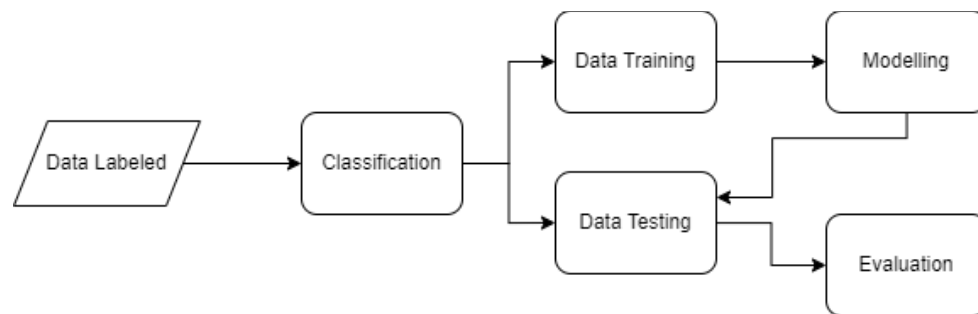 Data Labeled
Classification
Data Training
Modelling
Data Testing
Evaluation